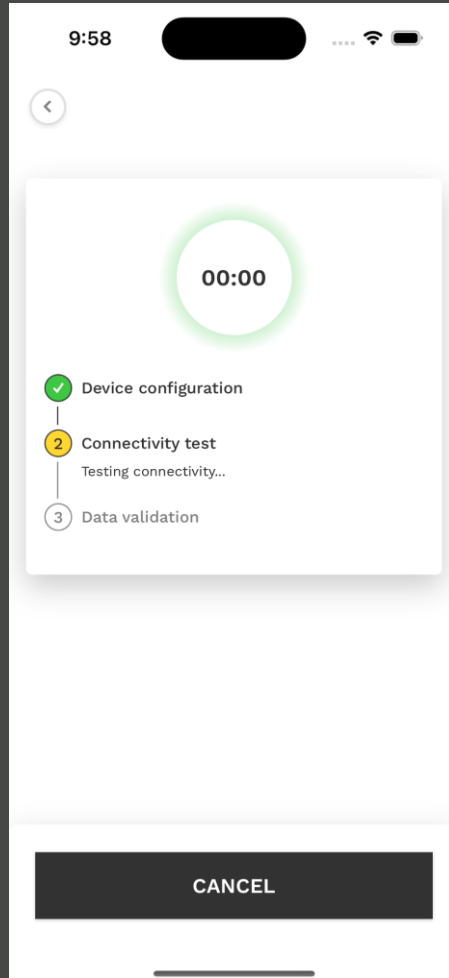 9:58
00:00
Device configuration
2 Connectivity test
Testing connectivity...
3 Data validation
CANCEL